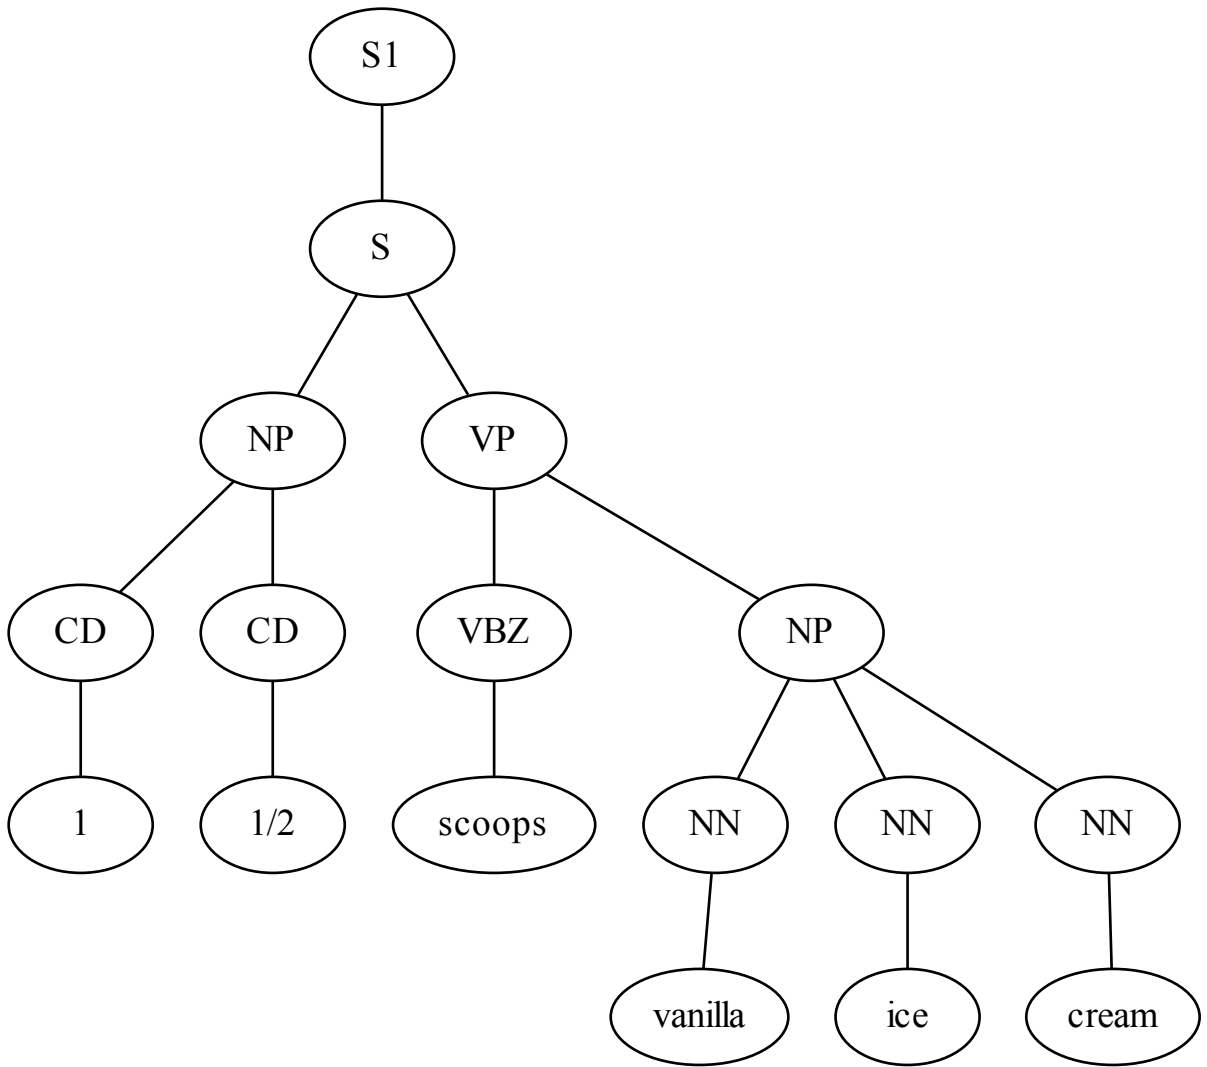 S1
S
NP VP
CD CD VBZ NP
1 1/2 scoops NN NN NN
vanilla ice cream